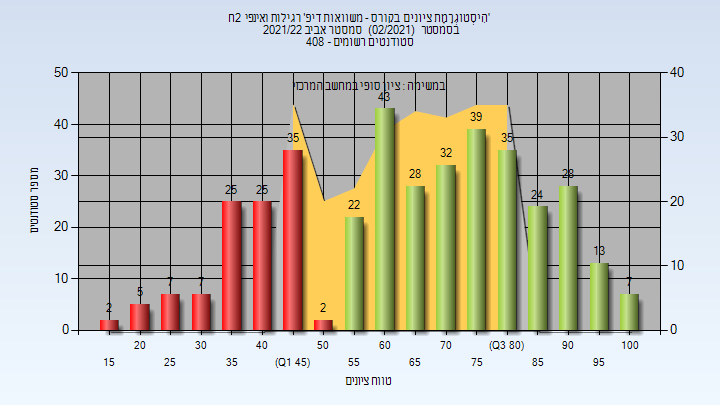 היסטוגרמת ציונים בקורס - משוואות דיפ' רגילות ואינפי 2ח'
בסמסטר (02/2021) סמסטר אביב 2021/22
סטודנטים רשומים - 408
במשימה : ציון סופי במחשב המרכזי
מספר סטודנטים
50 40 30 20 10 0
40 30 20 10 0
2 5 7 7 25 25 35 2 22 43 28 32 39 35 24 28 13 7
20 30 40 50 60 70 (Q3 80) 90 100
15 25 35 (Q1 45) 55 65 75 85 95
טווח ציונים